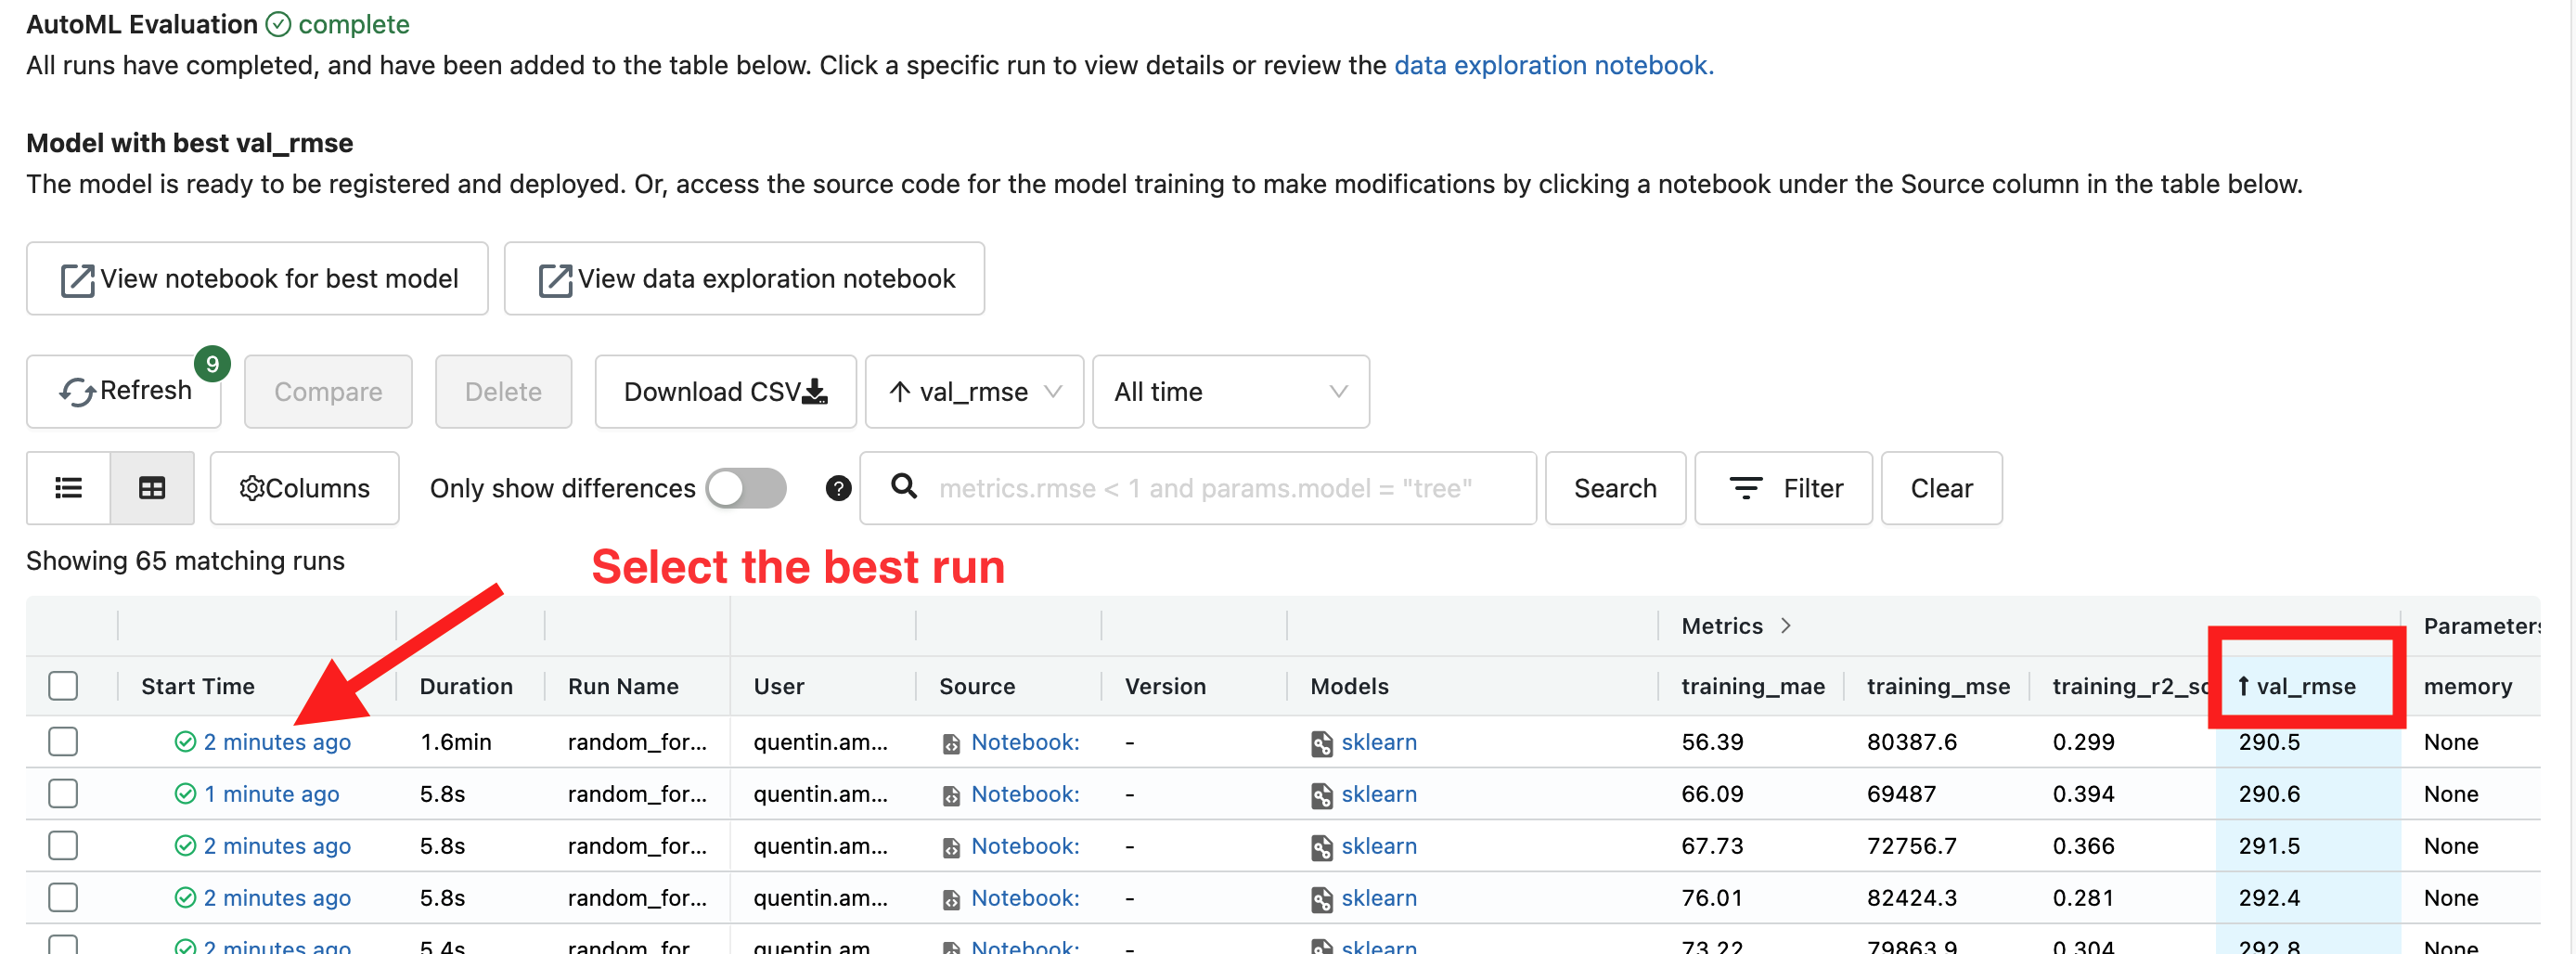 AutoML Evaluation complete
All runs have completed, and have been added to the table below. Click a specific run to view details or review the data exploration notebook.
Model with best val_rmse
The model is ready to be registered and deployed. Or, access the source code for the model training to make modifications by clicking a notebook under the Source column in the table below.
View notebook for best model View data exploration notebook
Refresh 9 Compare Delete Download CSV ↑ val_rmse All time
Columns Only show differences ? metrics.rmse < 1 and params.model = "tree" Search Filter Clear
Showing 65 matching runs
Select the best run
Metrics > Parameters
Start Time Duration Run Name User Source Version Models training_mae training_mse training_r2_sc ↑ val_rmse memory
2 minutes ago 1.6min random_for... quentin.am... Notebook: - sklearn 56.39 80387.6 0.299 290.5 None
1 minute ago 5.8s random_for... quentin.am... Notebook: - sklearn 66.09 69487 0.394 290.6 None
2 minutes ago 5.8s random_for... quentin.am... Notebook: - sklearn 67.73 72756.7 0.366 291.5 None
2 minutes ago 5.8s random_for... quentin.am... Notebook: - sklearn 76.01 82424.3 0.281 292.4 None
2 minutes ago 5.4s random_for... quentin.am... Notebook: - sklearn 73.22 79863.9 0.304 292.8 None